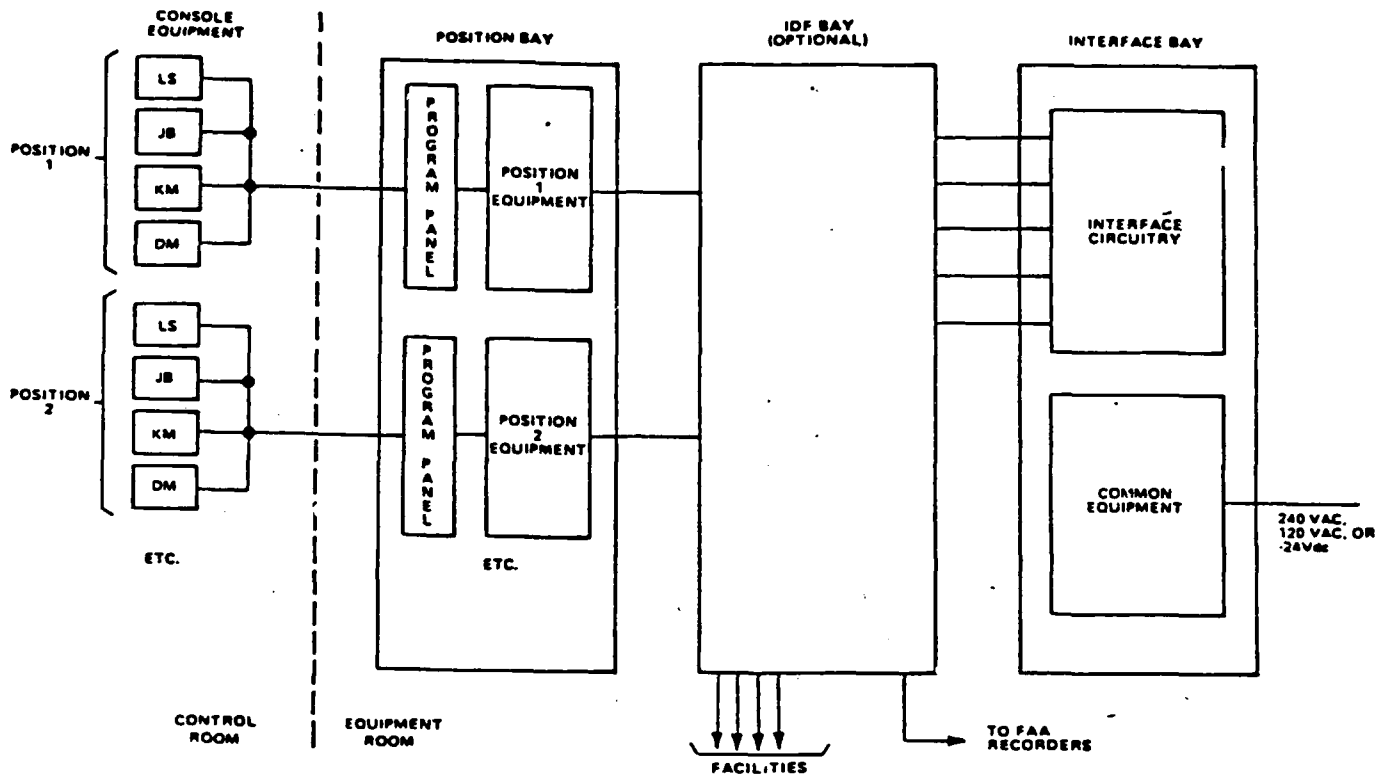 CONSOLE
EQUIPMENT
POSITION BAY
IDF BAY
(OPTIONAL)
INTERFACE BAY
POSITION
1
LS
JB
KM
DM
PROGRAM PANEL
POSITION
1
EQUIPMENT
INTERFACE
CIRCUITRY
POSITION
2
LS
JB
KM
DM
PROGRAM PANEL
POSITION
2
EQUIPMENT
COMMON
EQUIPMENT
240 VAC,
120 VAC, OR
-24Vdc
ETC.
ETC.
CONTROL
ROOM
EQUIPMENT
ROOM
FACILITIES
TO FAA
RECORDERS